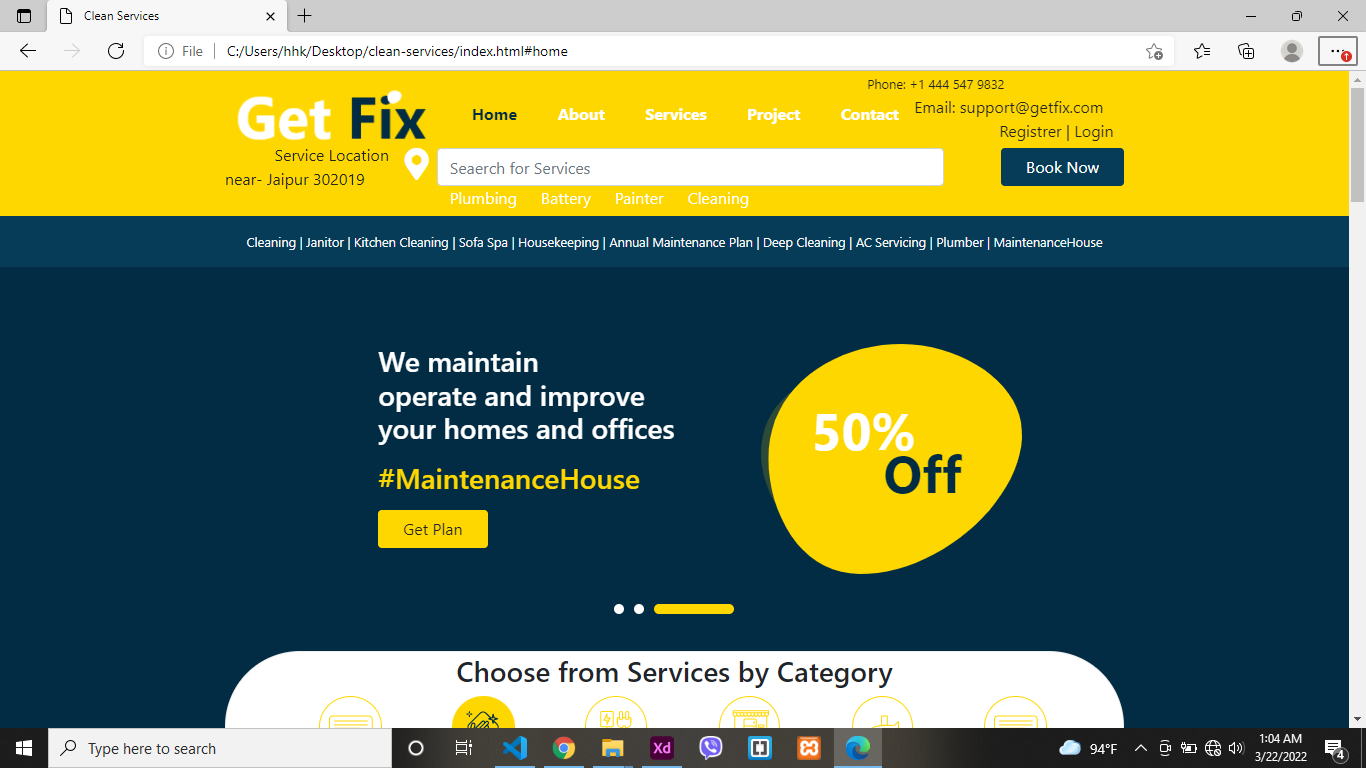 Clean Services
File
C:/Users/hhk/Desktop/clean-services/index.html#home
Phone: +1 444 547 9832
Get Fix
Home About Services Project Contact
Email: support@getfix.com
Registrer | Login
Service Location
near- Jaipur 302019
Seaerch for Services
Book Now
Plumbing Battery Painter Cleaning
Cleaning | Janitor | Kitchen Cleaning | Sofa Spa | Housekeeping | Annual Maintenance Plan | Deep Cleaning | AC Servicing | Plumber | MaintenanceHouse
We maintain
operate and improve
your homes and offices
#MaintenanceHouse
Get Plan
50%
Off
Choose from Services by Category
Type here to search
Xd
94°F
1:04 AM
3/22/2022
4